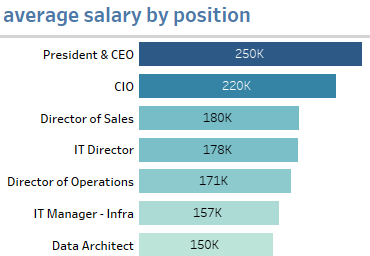 average salary by position
President & CEO 250K
CIO 220K
Director of Sales 180K
IT Director 178K
Director of Operations 171K
IT Manager - Infra 157K
Data Architect 150K